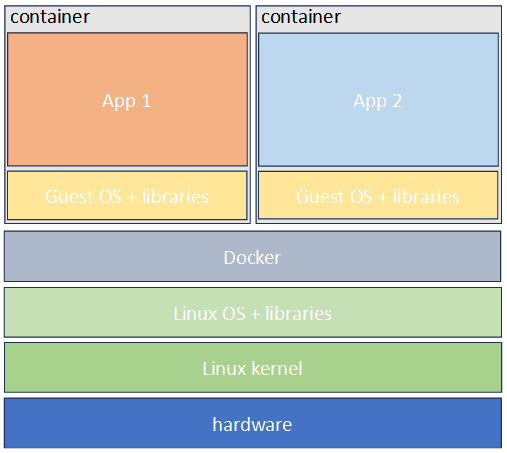 container
container
App 1
App 2
Guest OS + libraries
Guest OS + libraries
Docker
Linux OS + libraries
Linux kernel
hardware